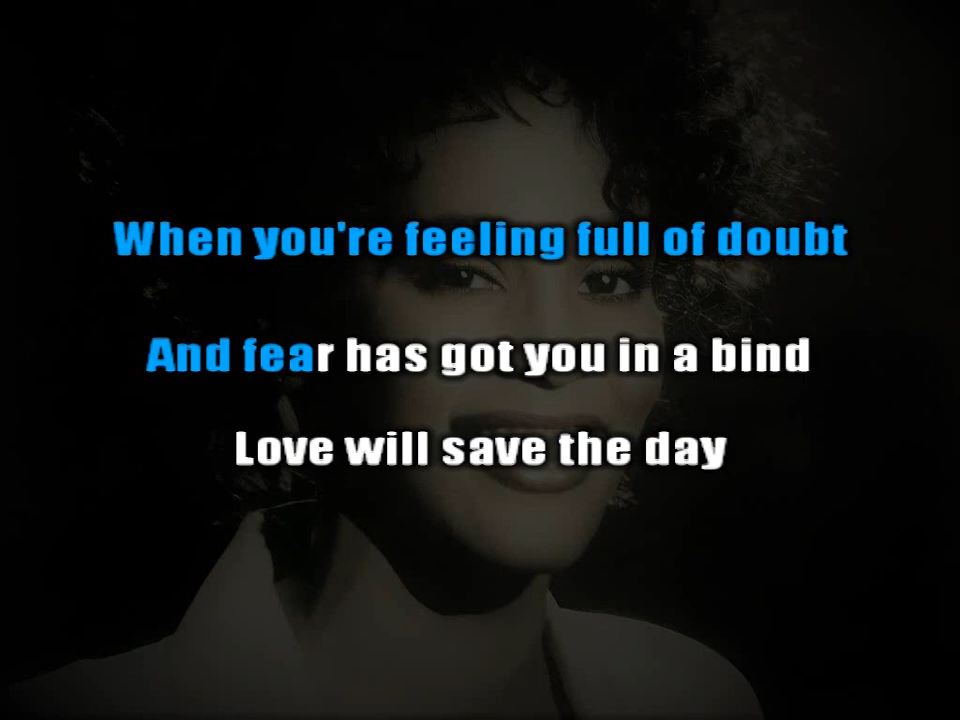 When you're feeling full of doubt
And fear has got you in a bind
Love will save the day